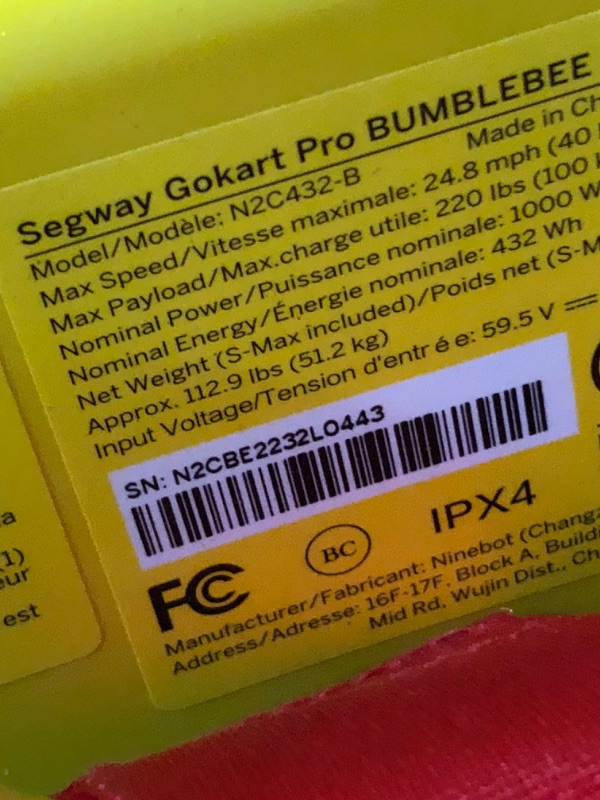 Segway Gokart Pro BUMBLEBEE
Model/Modèle: N2C432-B
Made in Ch
Max Speed/Vitesse maximale: 24.8 mph (40
Max Payload/Max.charge utile: 220 lbs (100 k
Nominal Power/Puissance nominale: 1000 W
Nominal Energy/Énergie nominale: 432 Wh
Net Weight (S-Max included)/Poids net (S-M
Approx. 112.9 lbs (51.2 kg)
Input Voltage/Tension d'entr é e: 59.5 V
SN: N2CBE2232L0443
FC
BC
IPX4
Manufacturer/Fabricant: Ninebot (Changz
Address/Adresse: 16F-17F, Block A, Buildi
Mid Rd, Wujin Dist., Ch
a
1)
eur
est